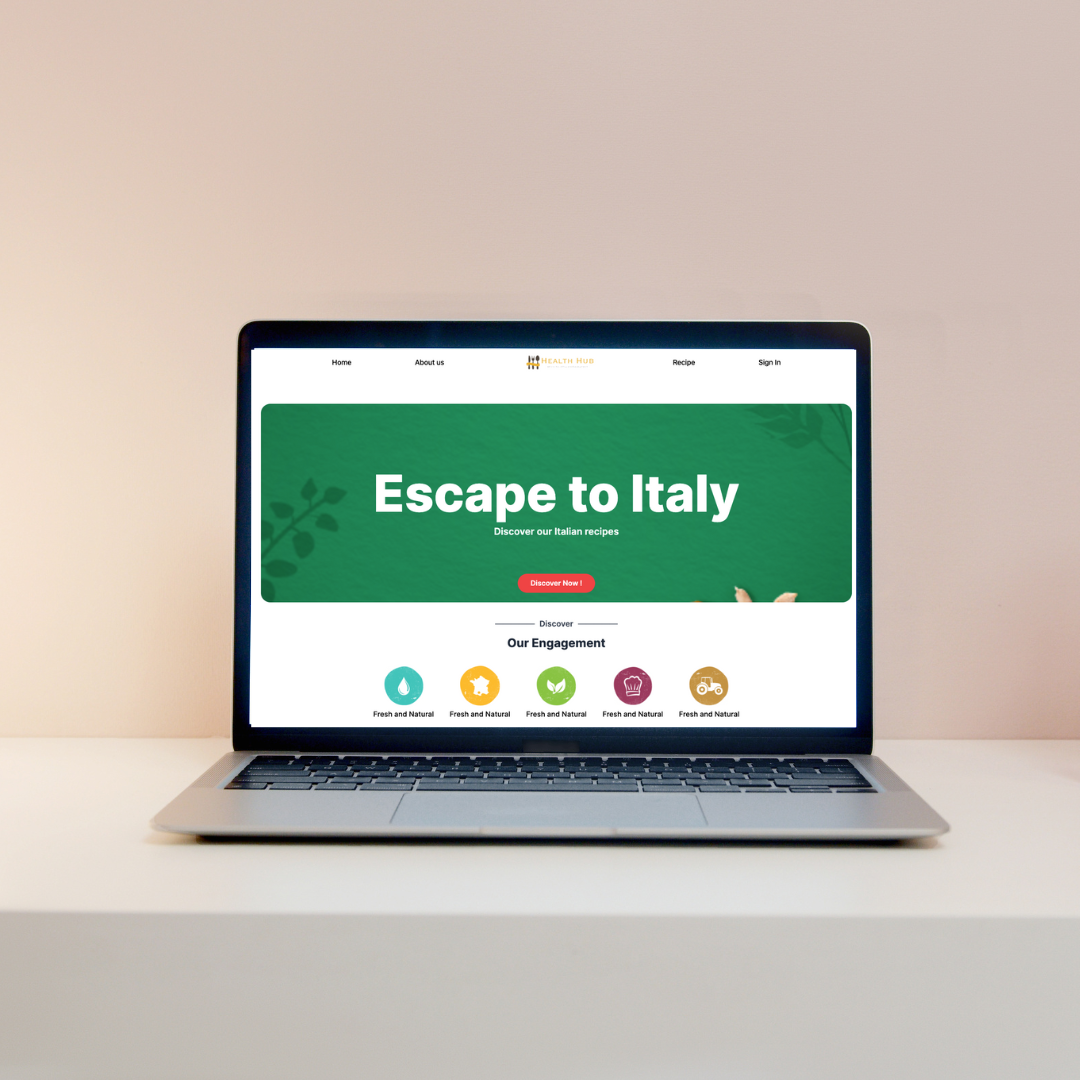 Home
About us
HEALTH HUB
Recipe
Sign In
Escape to Italy
Discover our Italian recipes
Discover Now !
Discover
Our Engagement
Fresh and Natural
Fresh and Natural
Fresh and Natural
Fresh and Natural
Fresh and Natural